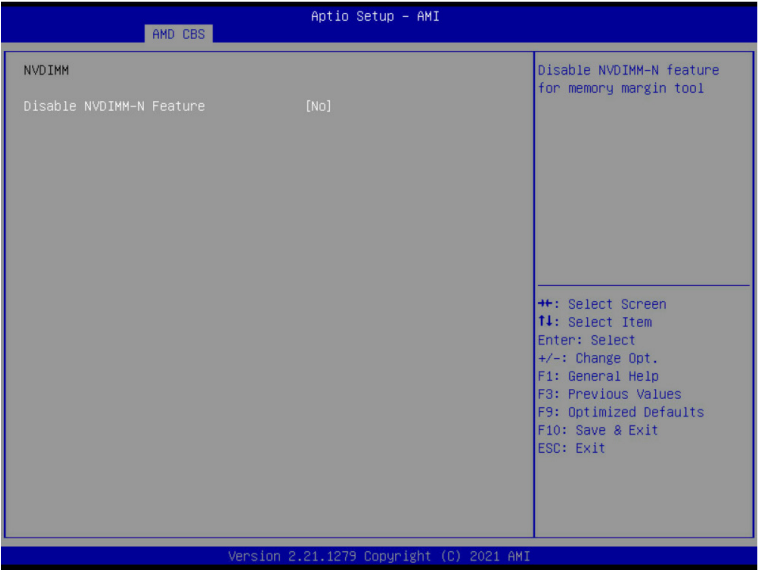 Aptio Setup – AMI
AMD CBS
NVDIMM
Disable NVDIMM-N Feature [No]
Disable NVDIMM-N feature
for memory margin tool
→←: Select Screen
↑↓: Select Item
Enter: Select
+/-: Change Opt.
F1: General Help
F3: Previous Values
F9: Optimized Defaults
F10: Save & Exit
ESC: Exit
Version 2.21.1279 Copyright (C) 2021 AMI